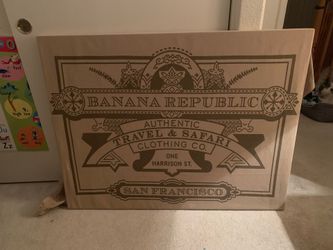 BANANA REPUBLIC
AUTHENTIC
TRAVEL & SAFARI
CLOTHING CO.
ONE
HARRISON ST.
SAN FRANCISCO